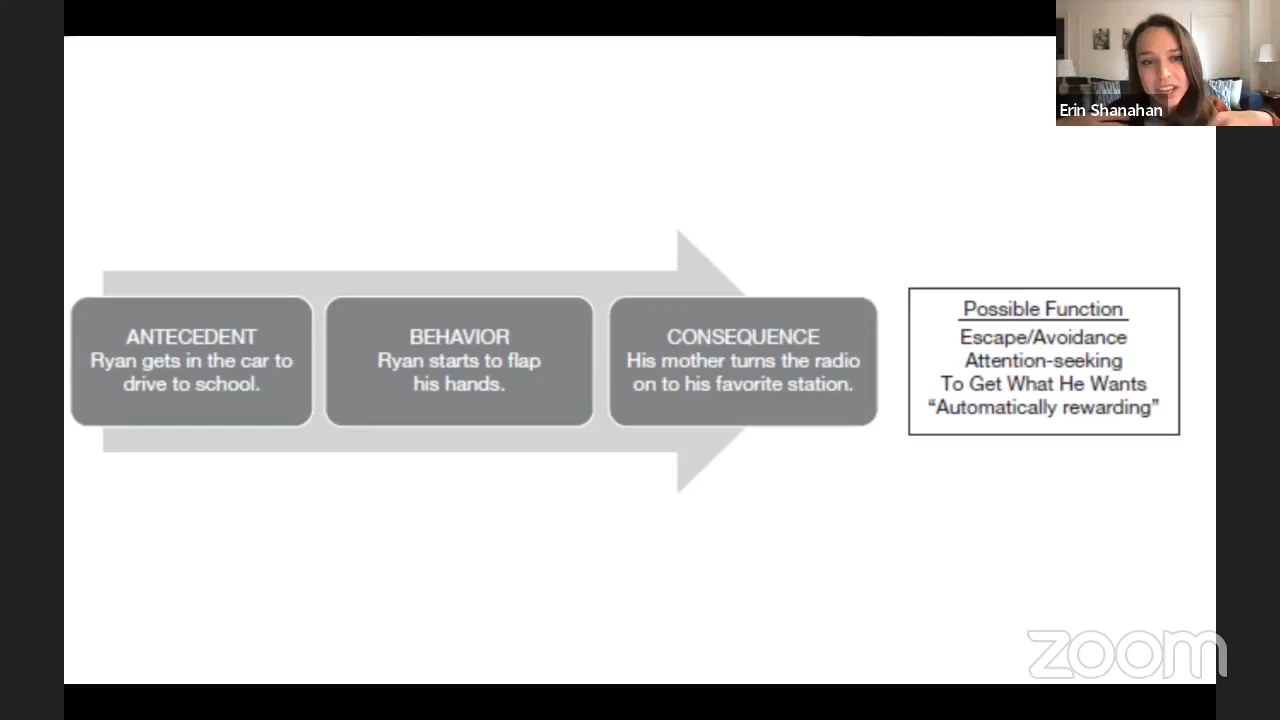 Erin Shanahan
ANTECEDENT
Ryan gets in the car to
drive to school.
BEHAVIOR
Ryan starts to flap
his hands.
CONSEQUENCE
His mother turns the radio
on to his favorite station.
Possible Function
Escape/Avoidance
Attention-seeking
To Get What He Wants
“Automatically rewarding”
zoom